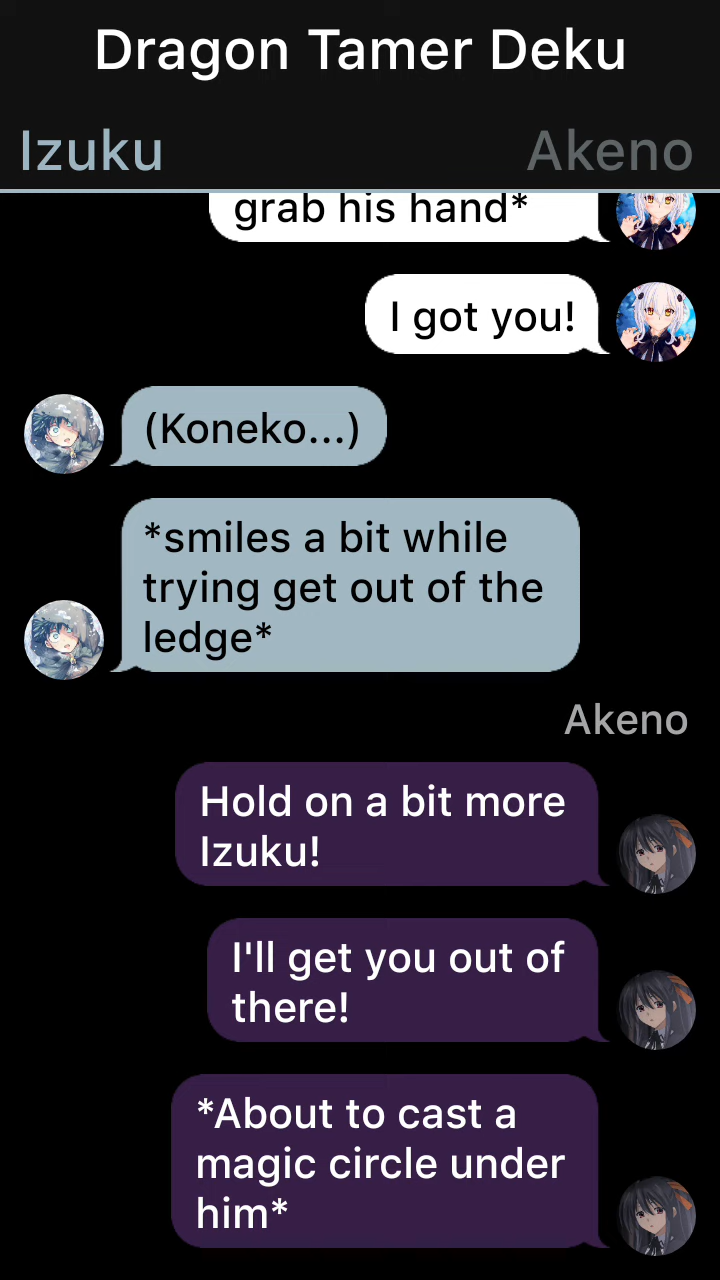 Dragon Tamer Deku
Izuku
Akeno
grab his hand*
I got you!
(Koneko...)
*smiles a bit while
trying get out of the
ledge*
Akeno
Hold on a bit more
Izuku!
I'll get you out of
there!
*About to cast a
magic circle under
him*